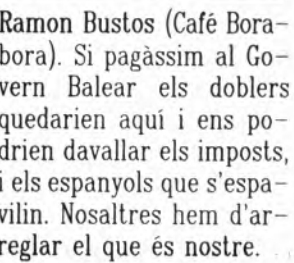 Ramon Bustos (Café Bora-
bora). Si pagàssim al Go-
vern Balear els doblers
quedarien aquí i ens po-
drien davallar els imposts,
i els espanyols que s'espa-
vilin. Nosaltres hem d'ar-
reglar el que és nostre.